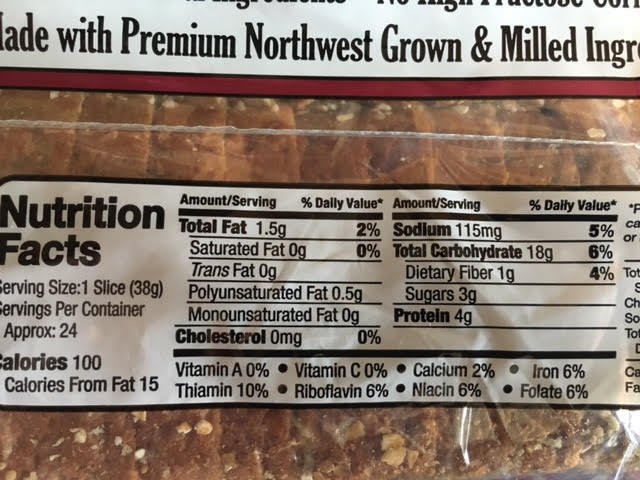 Ingredients No High Fructose
Made with Premium Northwest Grown & Milled
Nutrition Facts
Serving Size:1 Slice (38g)
Servings Per Container
Approx: 24
Calories 100
Calories From Fat 15
Amount/Serving % Daily Value*
Total Fat 1.5g 2%
Saturated Fat 0g 0%
Trans Fat 0g
Polyunsaturated Fat 0.5g
Monounsaturated Fat 0g
Cholesterol 0mg 0%
Amount/Serving % Daily Value*
Sodium 115mg 5%
Total Carbohydrate 18g 6%
Dietary Fiber 1g 4%
Sugars 3g
Protein 4g
Vitamin A 0% • Vitamin C 0% • Calcium 2% • Iron 6%
Thiamin 10% • Riboflavin 6% • Niacin 6% • Folate 6%